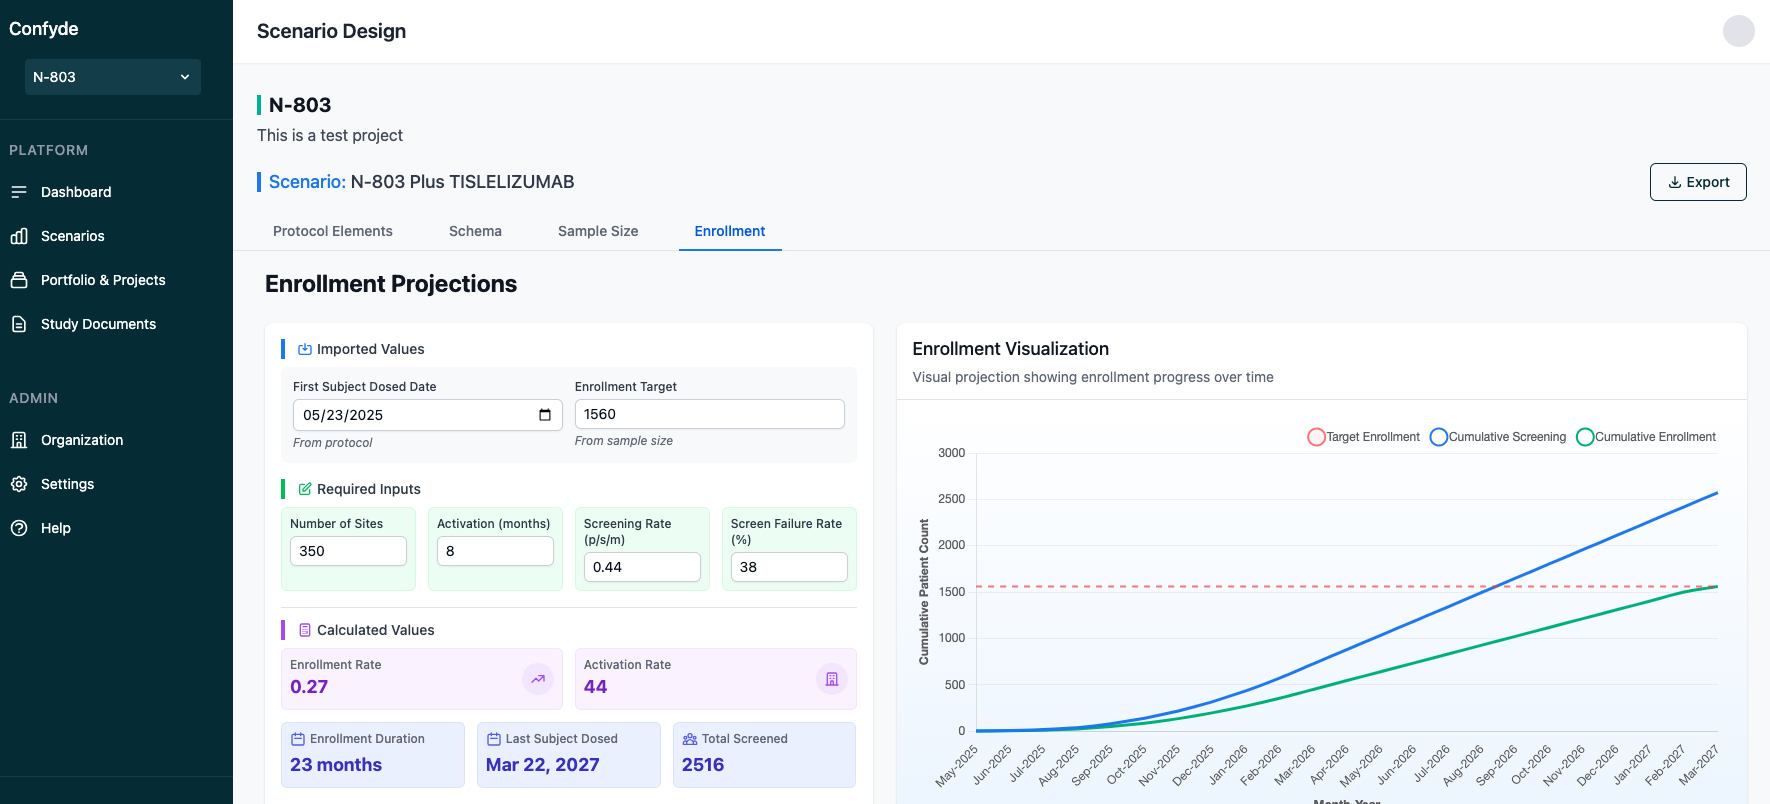 Confyde
N-803
PLATFORM
Dashboard
Scenarios
Portfolio & Projects
Study Documents
ADMIN
Organization
Settings
Help
Scenario Design
N-803
This is a test project
Scenario: N-803 Plus TISLELIZUMAB
Export
Protocol Elements
Schema
Sample Size
Enrollment
Enrollment Projections
Imported Values
First Subject Dosed Date
05/23/2025
From protocol
Enrollment Target
1560
From sample size
Required Inputs
Number of Sites
350
Activation (months)
8
Screening Rate
(p/s/m)
0.44
Screen Failure Rate
(%)
38
Calculated Values
Enrollment Rate
0.27
Activation Rate
44
Enrollment Duration
23 months
Last Subject Dosed
Mar 22, 2027
Total Screened
2516
Enrollment Visualization
Visual projection showing enrollment progress over time
Target Enrollment
Cumulative Screening
Cumulative Enrollment
Cumulative Patient Count
3000
2500
2000
1500
1000
500
0
May-2025
Jun-2025
Jul-2025
Aug-2025
Sep-2025
Oct-2025
Nov-2025
Dec-2025
Jan-2026
Feb-2026
Mar-2026
Apr-2026
May-2026
Jun-2026
Jul-2026
Aug-2026
Sep-2026
Oct-2026
Nov-2026
Dec-2026
Jan-2027
Feb-2027
Mar-2027
Month-Year